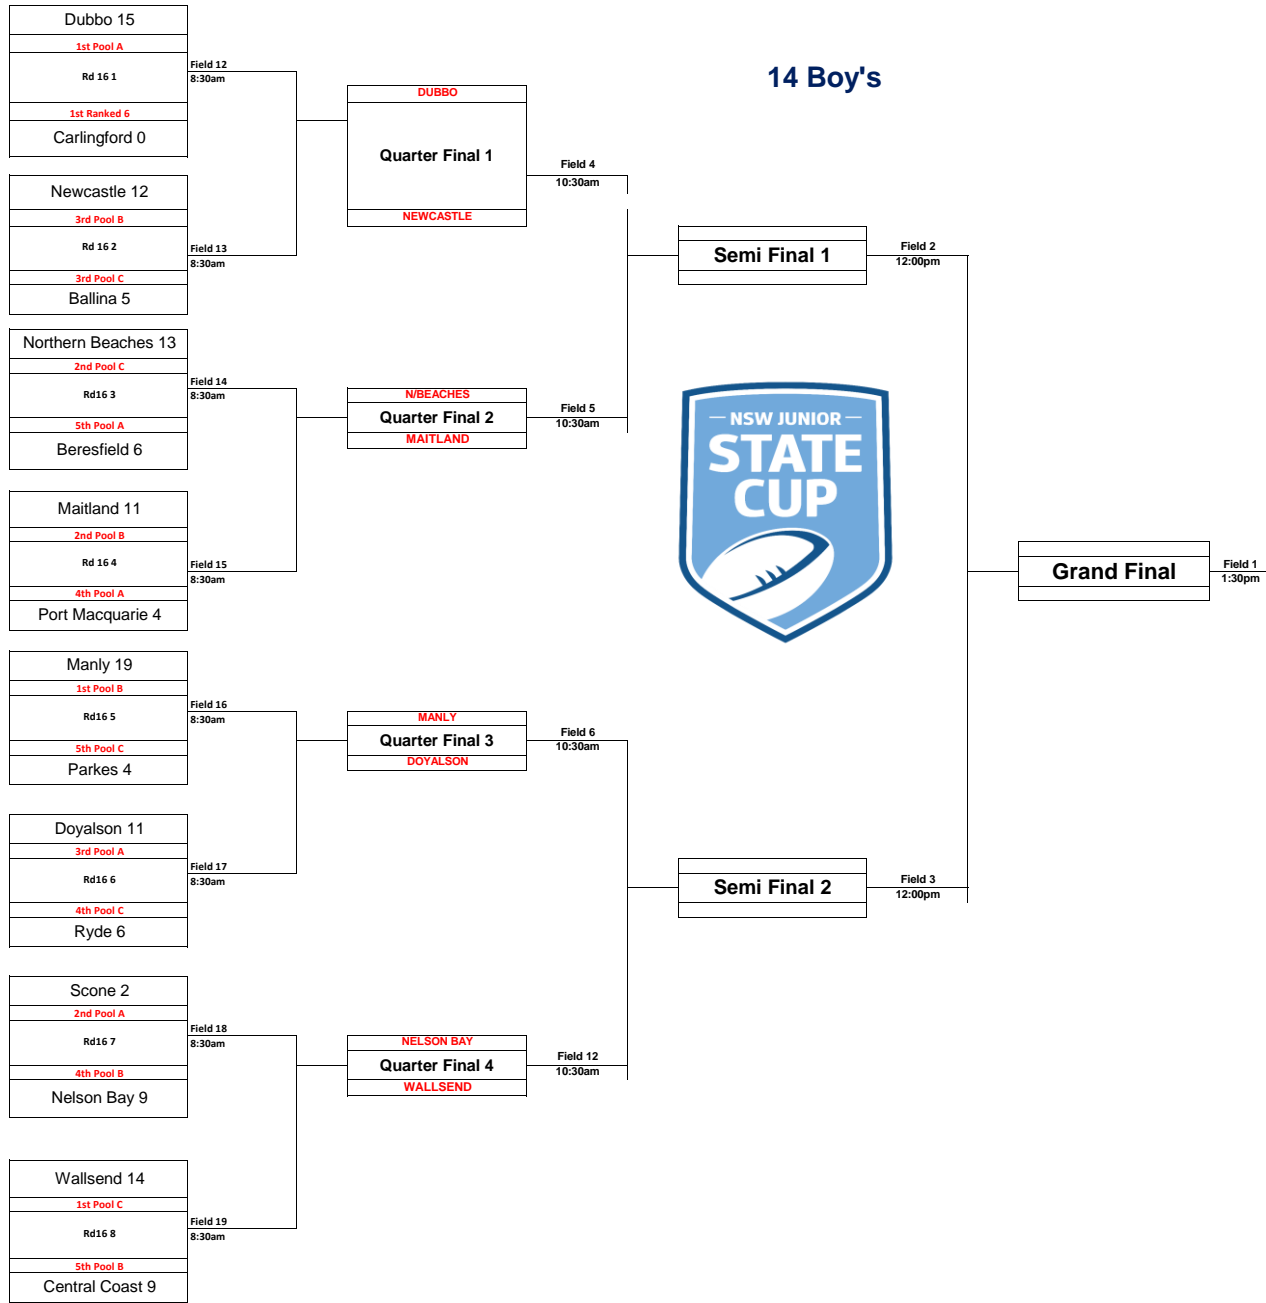 14 Boy's
Dubbo 15
1st Pool A
Rd 16 1
1st Ranked 6
Carlingford 0
Field 12
8:30am
Newcastle 12
3rd Pool B
Rd 16 2
3rd Pool C
Ballina 5
Field 13
8:30am
Northern Beaches 13
2nd Pool C
Rd16 3
5th Pool A
Beresfield 6
Field 14
8:30am
Maitland 11
2nd Pool B
Rd 16 4
4th Pool A
Port Macquarie 4
Field 15
8:30am
Manly 19
1st Pool B
Rd16 5
5th Pool C
Parkes 4
Field 16
8:30am
Doyalson 11
3rd Pool A
Rd16 6
4th Pool C
Ryde 6
Field 17
8:30am
Scone 2
2nd Pool A
Rd16 7
4th Pool B
Nelson Bay 9
Field 18
8:30am
Wallsend 14
1st Pool C
Rd16 8
5th Pool B
Central Coast 9
Field 19
8:30am
DUBBO
Quarter Final 1
NEWCASTLE
Field 4
10:30am
N/BEACHES
Quarter Final 2
MAITLAND
Field 5
10:30am
MANLY
Quarter Final 3
DOYALSON
Field 6
10:30am
NELSON BAY
Quarter Final 4
WALLSEND
Field 12
10:30am
Semi Final 1
Field 2
12:00pm
NSW JUNIOR
STATE
CUP
Semi Final 2
Field 3
12:00pm
Grand Final
Field 1
1:30pm